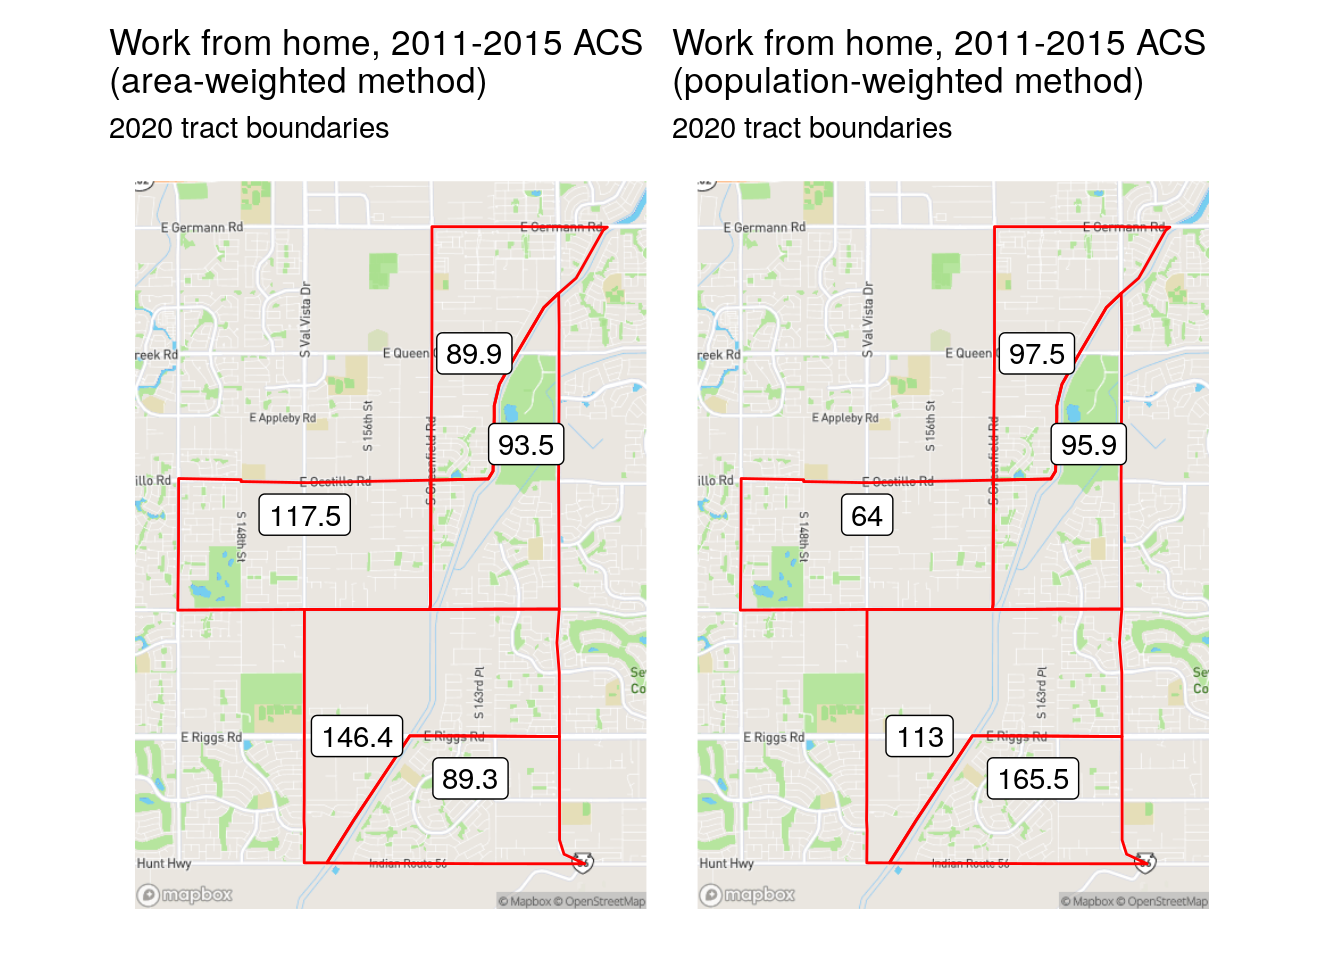 Work from home, 2011-2015 ACS
(area-weighted method)
2020 tract boundaries
E Germann Rd
E Germann Rd
S Val Vista Dr
reek Rd
E Queen
89.9
E Appleby Rd
S 156th St
S Greenfield Rd
93.5
illo Rd
E Ocotillo Rd
117.5
S 148th St
S 163rd Pl
Se
Co
146.4
E Riggs Rd
E Riggs Rd
89.3
Hunt Hwy
Indian Route 56
mapbox
© Mapbox © OpenStreetMap
Work from home, 2011-2015 ACS
(population-weighted method)
2020 tract boundaries
E Germann Rd
E Germann Rd
S Val Vista Dr
reek Rd
E Queen
97.5
E Appleby Rd
S 156th St
S Greenfield Rd
95.9
illo Rd
E Ocotillo Rd
64
S 148th St
S 163rd Pl
Se
Co
113
E Riggs Rd
E Riggs Rd
165.5
Hunt Hwy
Indian Route 56
mapbox
© Mapbox © OpenStreetMap